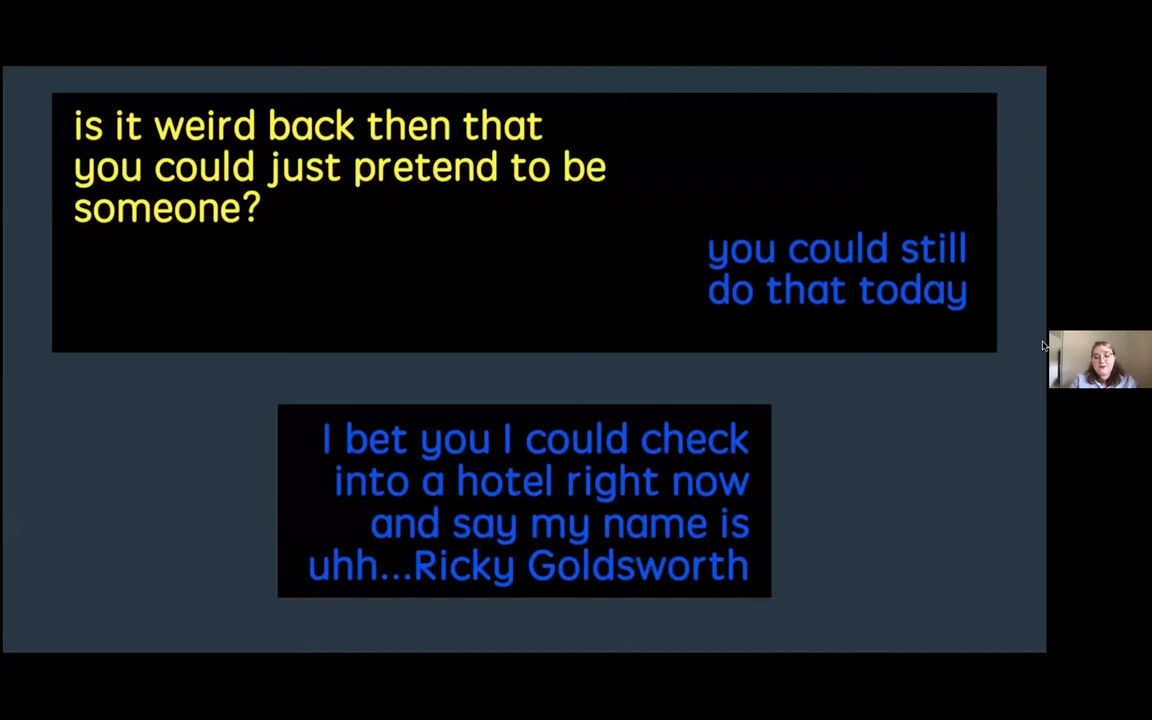 is it weird back then that
you could just pretend to be
someone?
you could still
do that today
I bet you I could check
into a hotel right now
and say my name is
uhh...Ricky Goldsworth